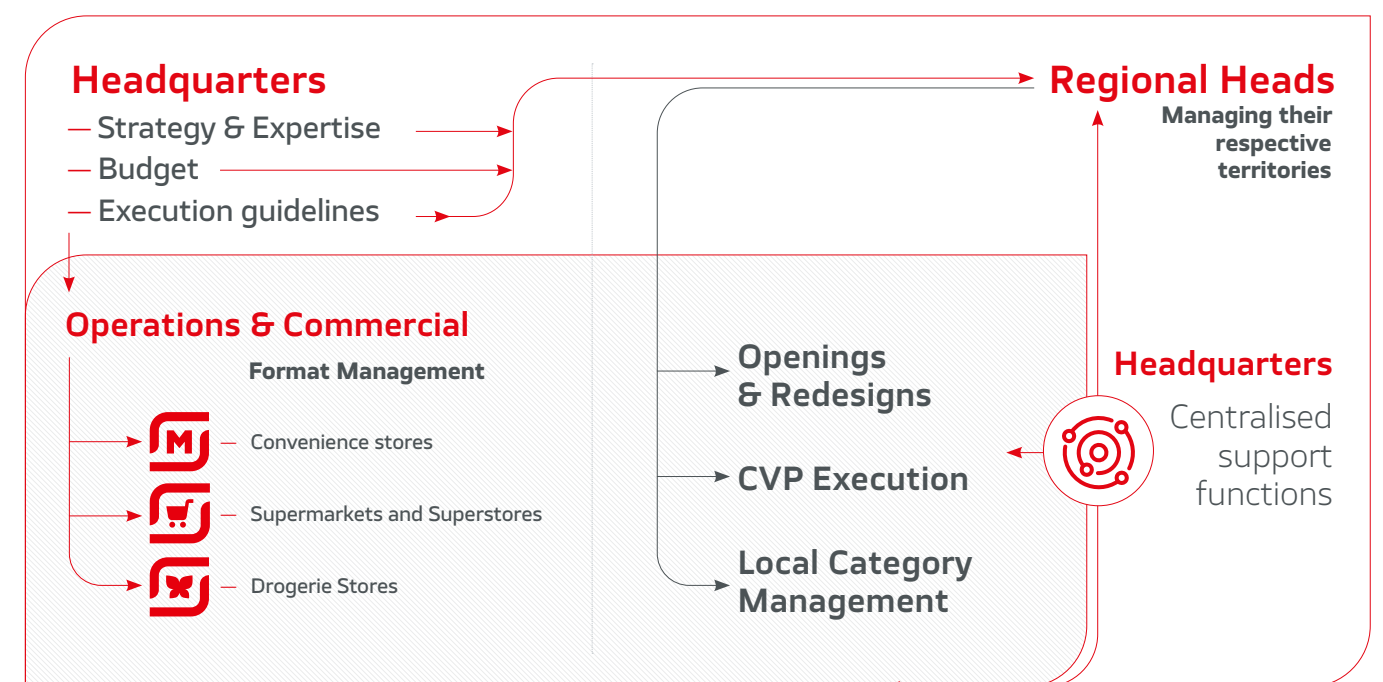 Headquarters
— Strategy & Expertise
— Budget
— Execution guidelines
Regional Heads
Managing their
respective
territories
Operations & Commercial
Format Management
M — Convenience stores
— Supermarkets and Superstores
— Drogerie Stores
Openings
& Redesigns
CVP Execution
Local Category
Management
Headquarters
Centralised
support
functions